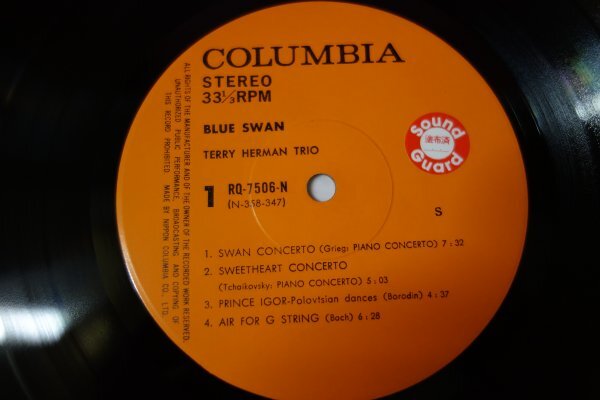 COLUMBIA
STEREO
33⅓RPM
BLUE SWAN
TERRY HERMAN TRIO
1
RQ-7506-N
(N-358-347)
S
1. SWAN CONCERTO (Grieg: PIANO CONCERTO) 7:32
2. SWEETHEART CONCERTO
(Tchaikovsky: PIANO CONCERTO) 5:03
3. PRINCE IGOR-Polovtsian dances (Borodin) 4:37
4. AIR FOR G STRING (Bach) 6:28
Sound
塗布済
Guard
ALL RIGHTS OF THE MANUFACTURER AND OF THE OWNER OF THE RECORDED WORK RESERVED.
UNAUTHORIZED PUBLIC PERFORMANCE, BROADCASTING AND COPYING OF
THIS RECORD PROHIBITED. MADE BY NIPPON COLUMBIA CO., LTD.